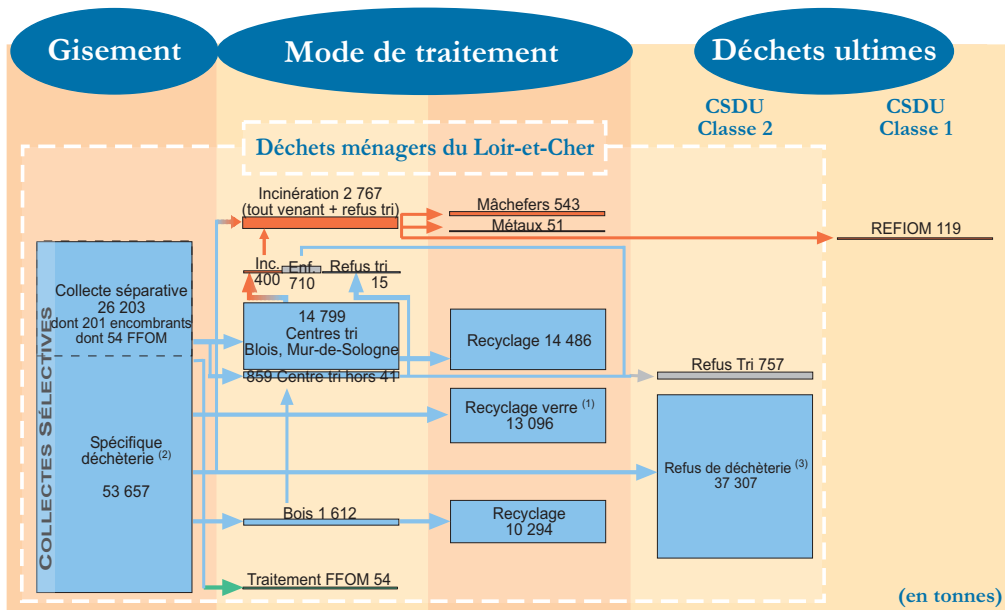 Gisement
Mode de traitement
Déchets ultimes
CSDU
Classe 2
CSDU
Classe 1
Déchets ménagers du Loir-et-Cher
Incinération 2 767
(tout venant + refus tri)
Mâchefers 543
Métaux 51
REFIOM 119
Inc.
400
Enf.
710
Refus tri
15
COLLECTES SÉLECTIVES
Collecte séparative
26 203
dont 201 encombrants
dont 54 FFOM
14 799
Centres tri
Blois, Mur-de-Sologne
Recyclage 14 486
859 Centre tri hors 41
Refus Tri 757
Recyclage verre (1)
13 096
Spécifique
déchèterie (2)
53 657
Refus de déchèterie (3)
37 307
Bois 1 612
Recyclage
10 294
Traitement FFOM 54
(en tonnes)